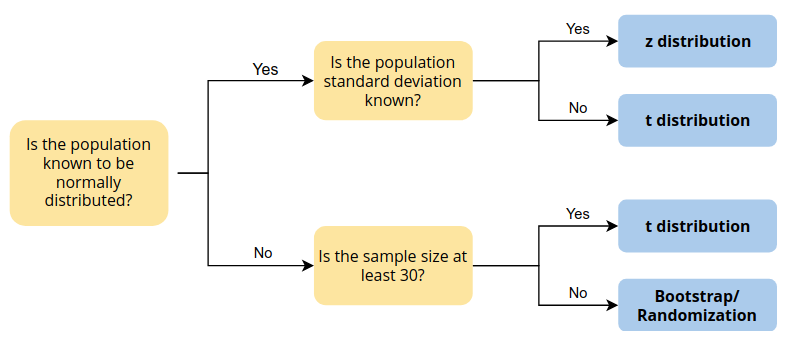 Is the population
known to be
normally
distributed?
Yes
Is the population
standard deviation
known?
Yes
z distribution
No
t distribution
No
Is the sample size at
least 30?
Yes
t distribution
No
Bootstrap/
Randomization